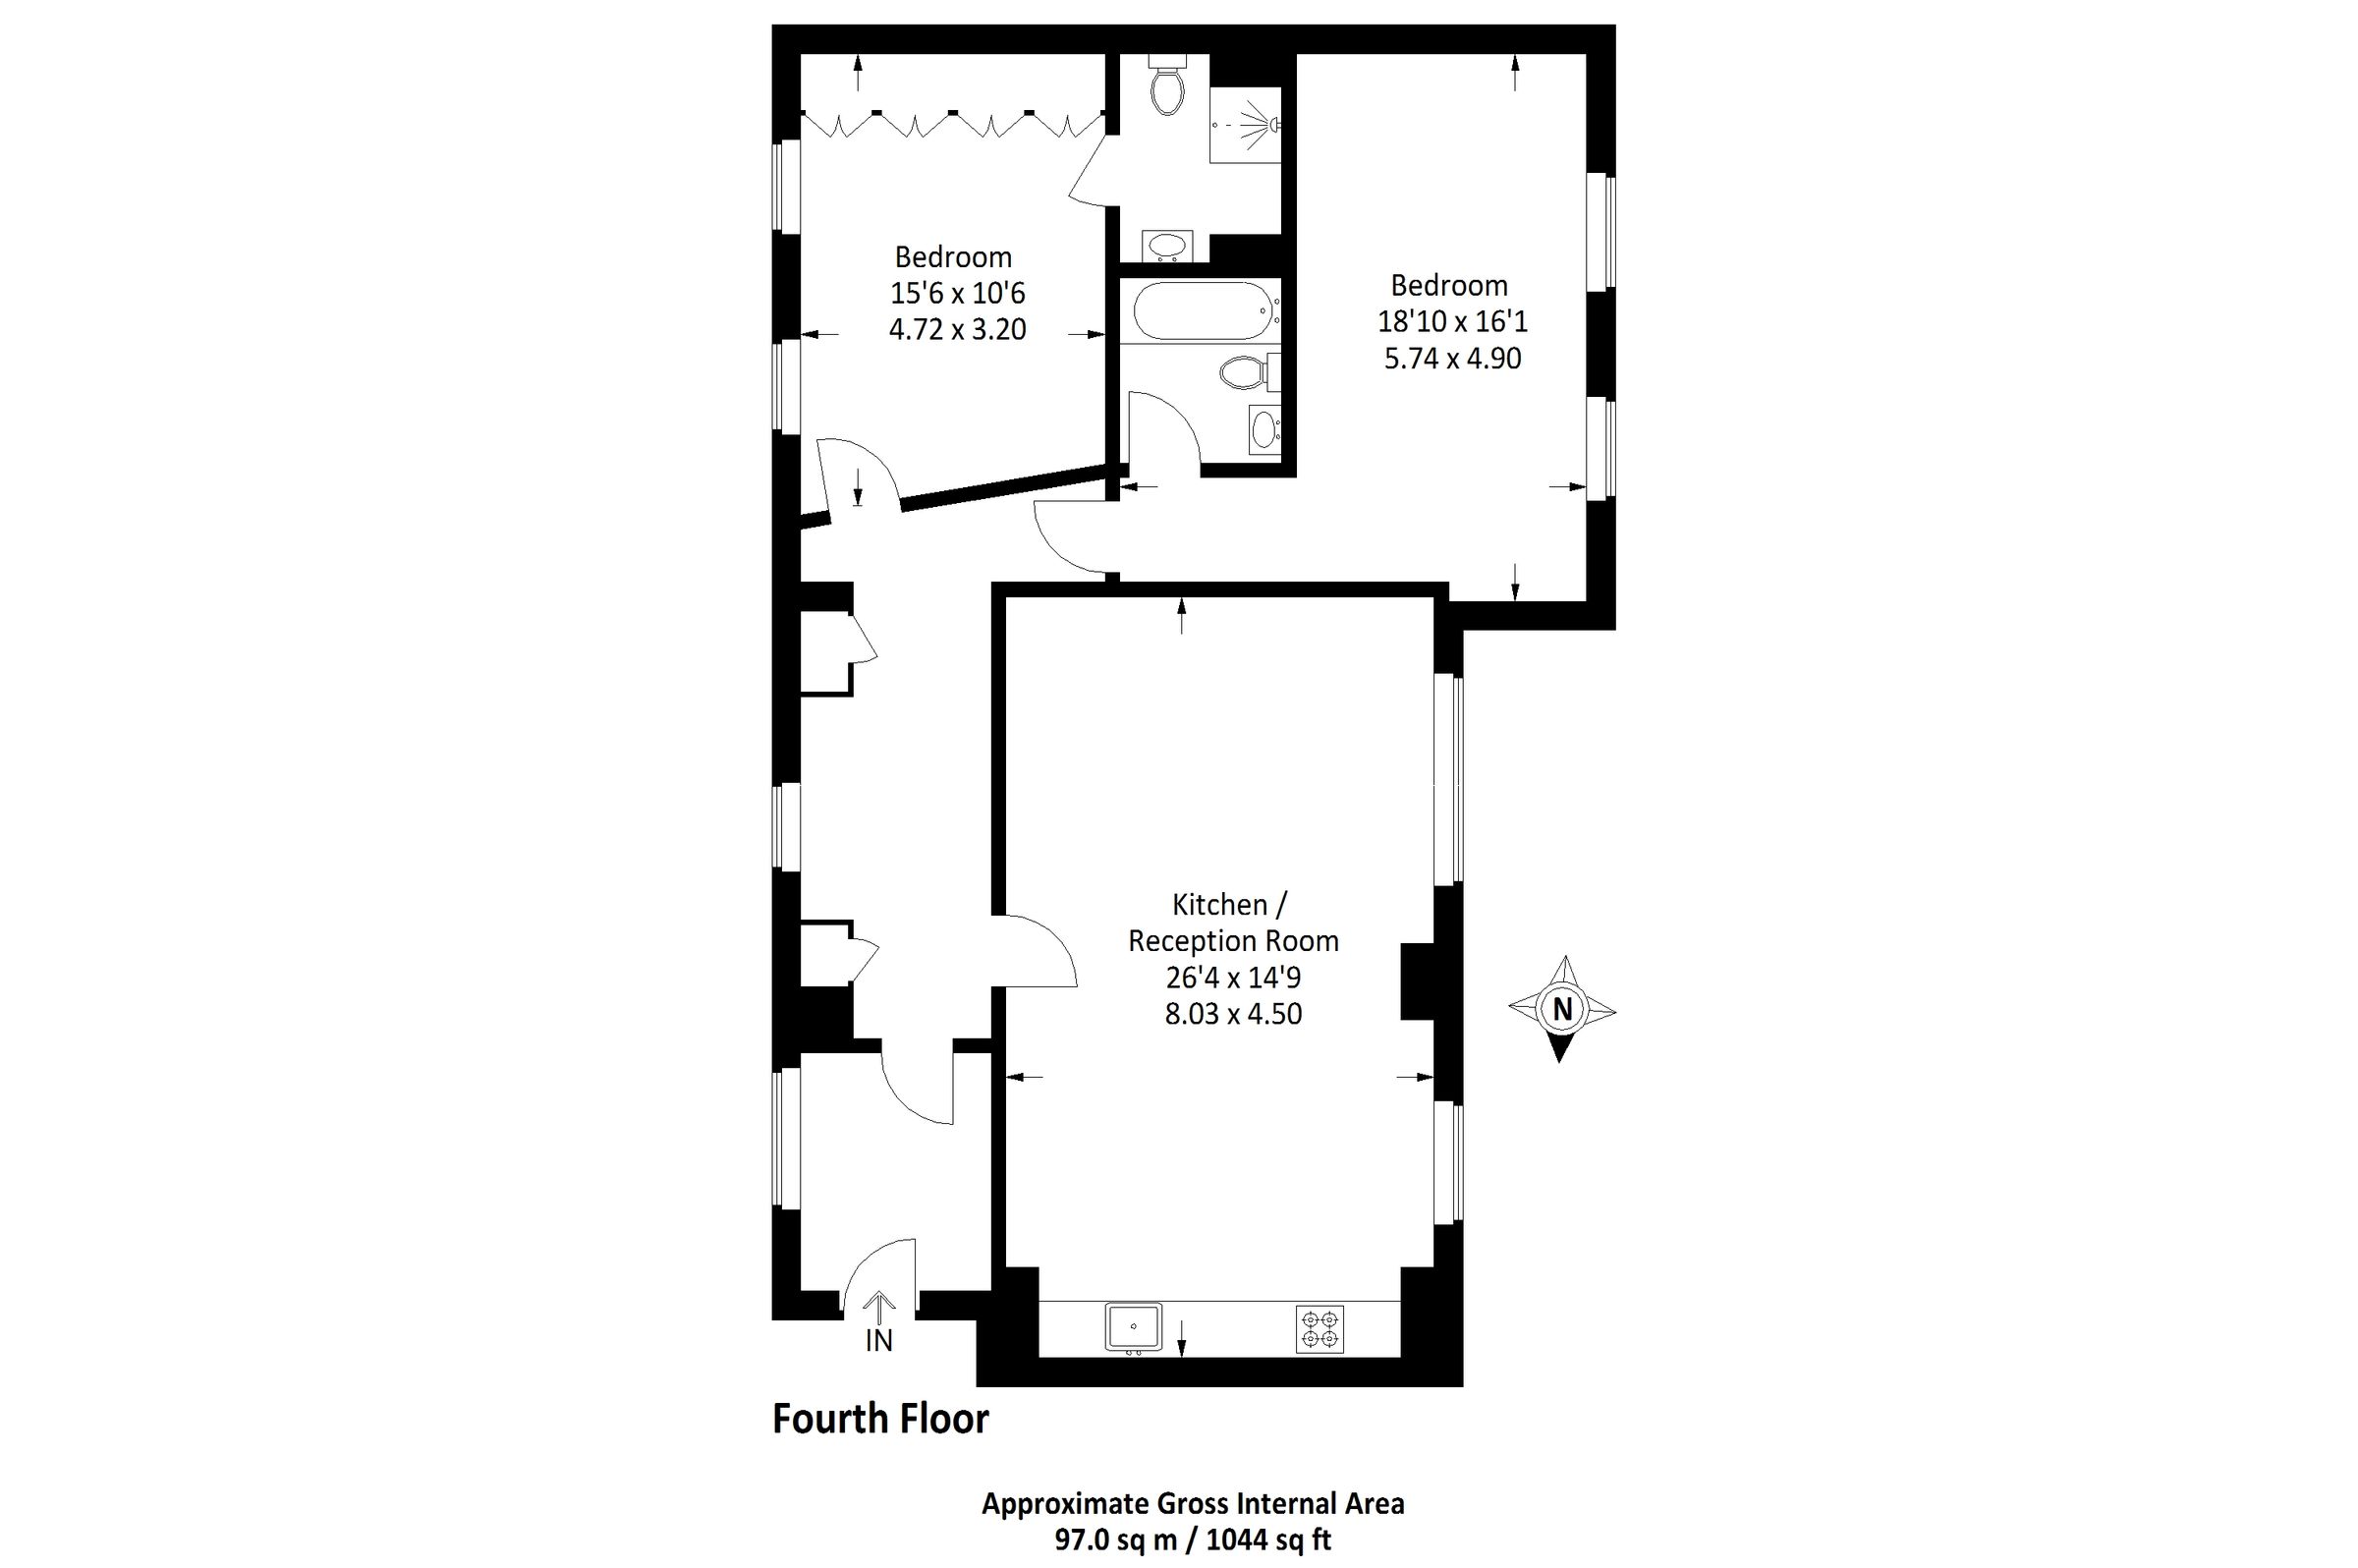 Bedroom
15'6 x 10'6
4.72 x 3.20
Bedroom
18'10 x 16'1
5.74 x 4.90
Kitchen /
Reception Room
26'4 x 14'9
8.03 x 4.50
N
IN
Fourth Floor
Approximate Gross Internal Area
97.0 sq m / 1044 sq ft